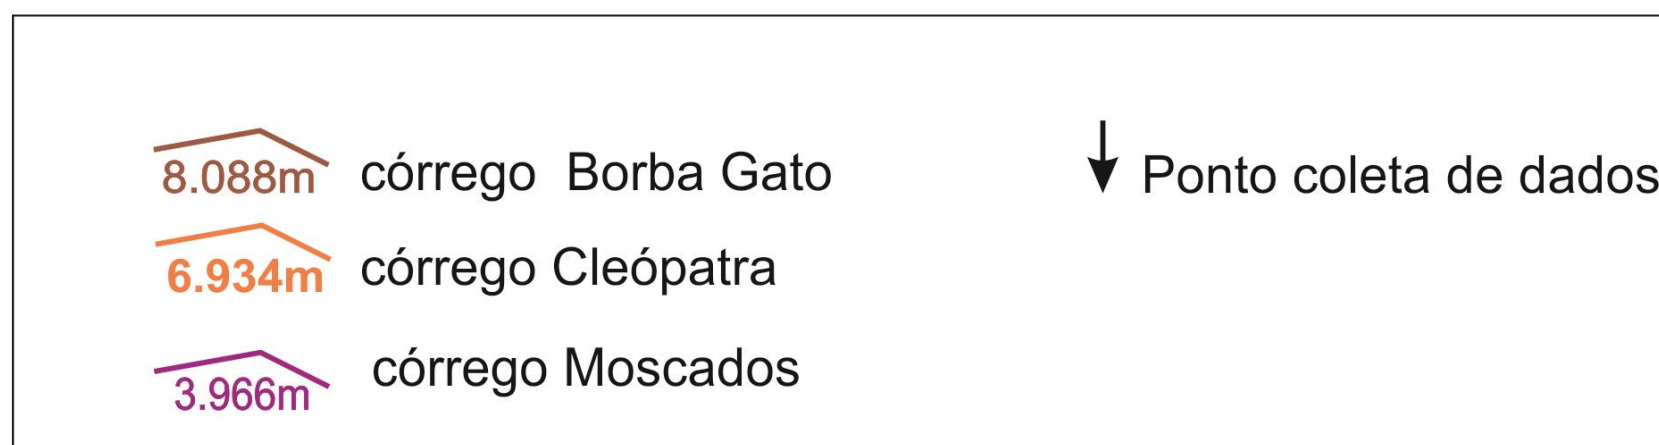 8.088m córrego Borba Gato
Ponto coleta de dados
6.934m córrego Cleópatra
3.966m córrego Moscados